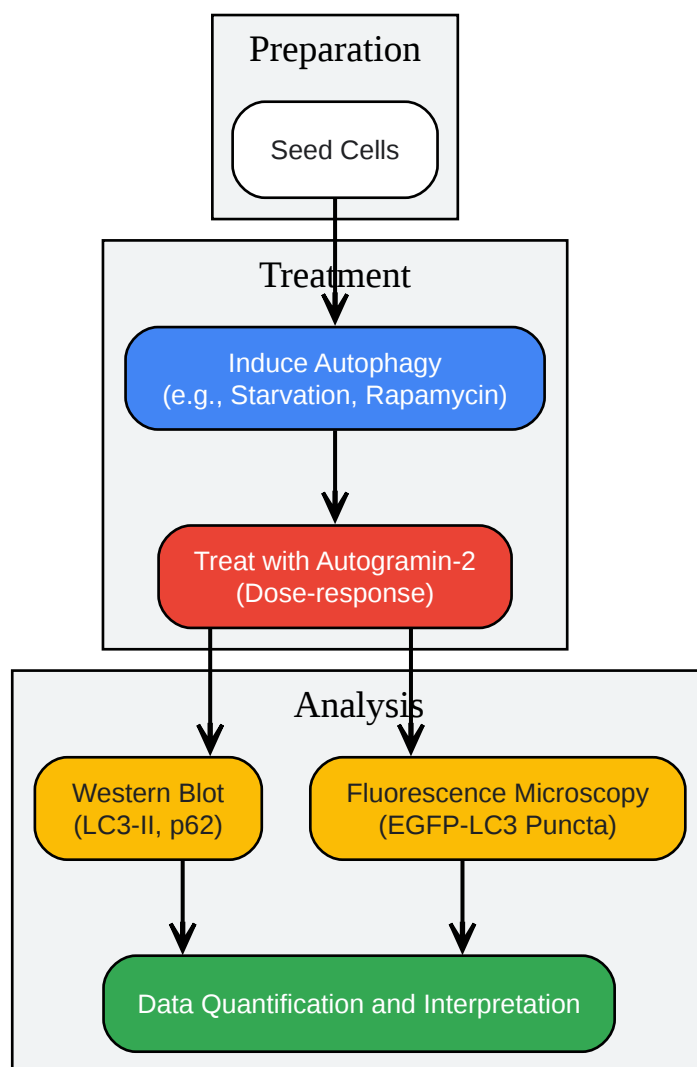 Preparation
Seed Cells
Treatment
Induce Autophagy
(e.g., Starvation, Rapamycin)
Treat with Autogramin-2
(Dose-response)
Analysis
Western Blot
(LC3-II, p62)
Fluorescence Microscopy
(EGFP-LC3 Puncta)
Data Quantification and Interpretation